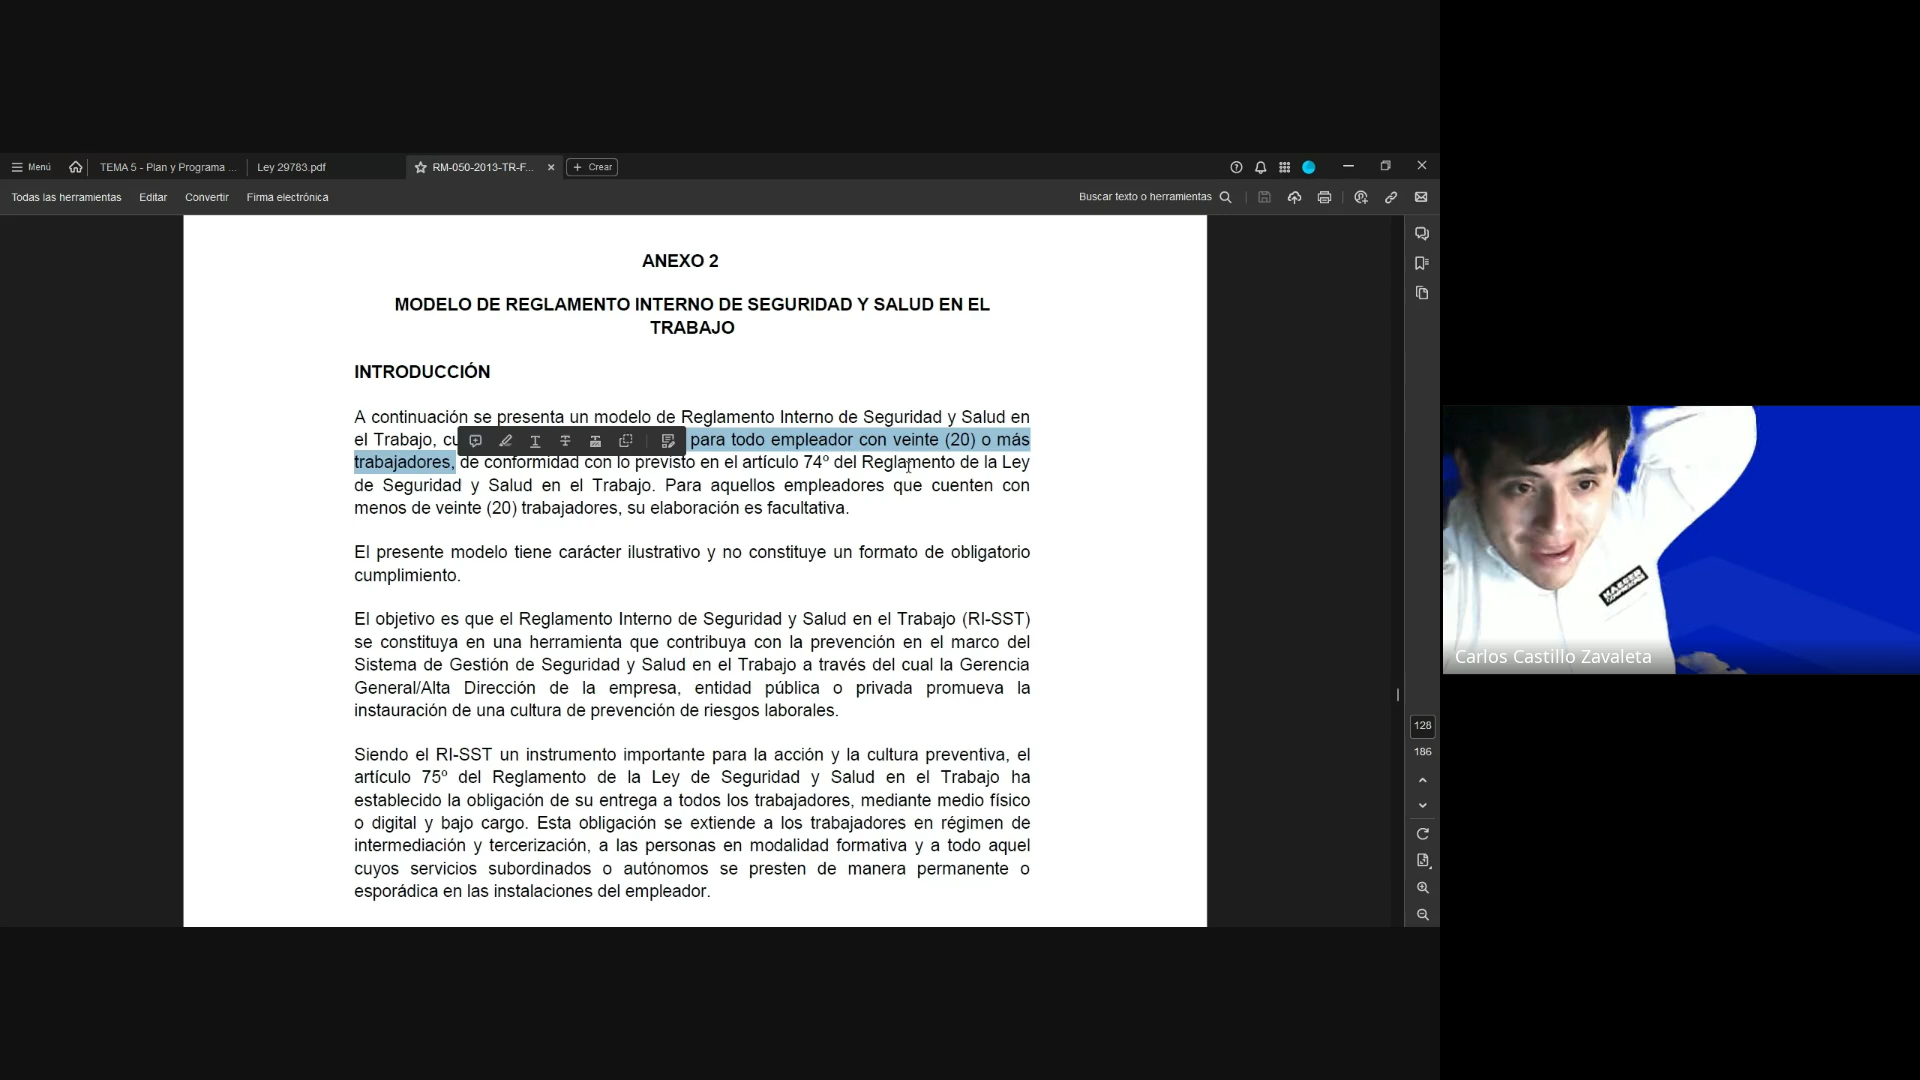 Menú
TEMA 5 - Plan y Programa ...
Ley 29783.pdf
RM-050-2013-TR-F...
Crear
Todas las herramientas
Editar
Convertir
Firma electrónica
Buscar texto o herramientas
ANEXO 2
MODELO DE REGLAMENTO INTERNO DE SEGURIDAD Y SALUD EN EL
TRABAJO
INTRODUCCIÓN
A continuación se presenta un modelo de Reglamento Interno de Seguridad y Salud en
el Trabajo, cu para todo empleador con veinte (20) o más
trabajadores, de conformidad con lo previsto en el artículo 74º del Reglamento de la Ley
de Seguridad y Salud en el Trabajo. Para aquellos empleadores que cuenten con
menos de veinte (20) trabajadores, su elaboración es facultativa.
El presente modelo tiene carácter ilustrativo y no constituye un formato de obligatorio
cumplimiento.
El objetivo es que el Reglamento Interno de Seguridad y Salud en el Trabajo (RI-SST)
se constituya en una herramienta que contribuya con la prevención en el marco del
Sistema de Gestión de Seguridad y Salud en el Trabajo a través del cual la Gerencia
General/Alta Dirección de la empresa, entidad pública o privada promueva la
instauración de una cultura de prevención de riesgos laborales.
Siendo el RI-SST un instrumento importante para la acción y la cultura preventiva, el
artículo 75º del Reglamento de la Ley de Seguridad y Salud en el Trabajo ha
establecido la obligación de su entrega a todos los trabajadores, mediante medio físico
o digital y bajo cargo. Esta obligación se extiende a los trabajadores en régimen de
intermediación y tercerización, a las personas en modalidad formativa y a todo aquel
cuyos servicios subordinados o autónomos se presten de manera permanente o
esporádica en las instalaciones del empleador.
128
186
Carlos Castillo Zavaleta